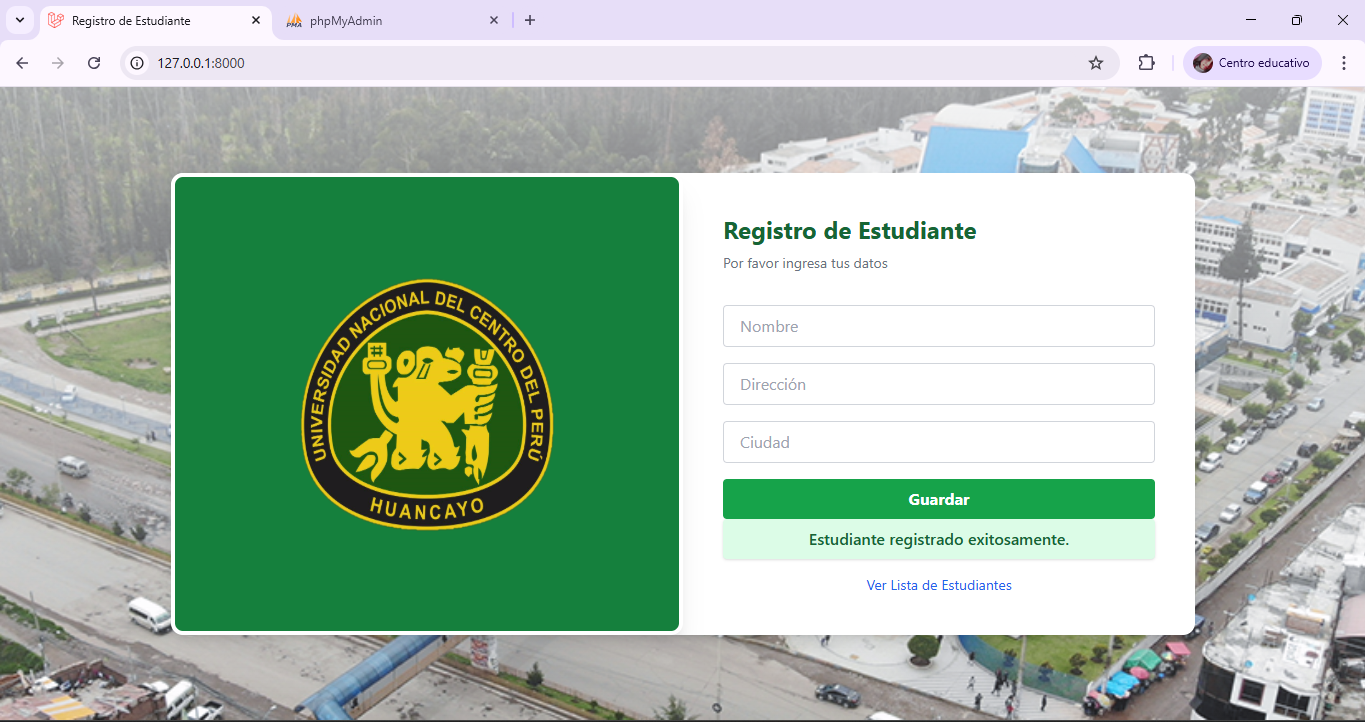 Registro de Estudiante
phpMyAdmin
127.0.0.1:8000
Centro educativo
UNIVERSIDAD NACIONAL DEL CENTRO DEL PERÚ
HUANCAYO
Registro de Estudiante
Por favor ingresa tus datos
Nombre
Dirección
Ciudad
Guardar
Estudiante registrado exitosamente.
Ver Lista de Estudiantes